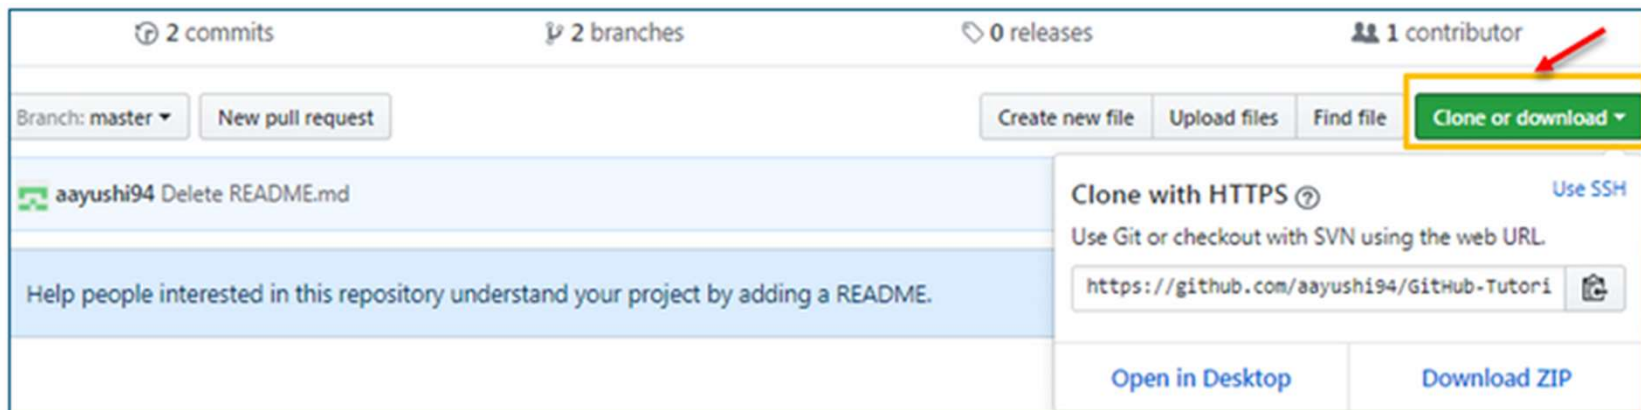 2 commits 2 branches 0 releases 1 contributor
Branch: master New pull request Create new file Upload files Find file Clone or download
aayushi94 Delete README.md
Help people interested in this repository understand your project by adding a README.
Clone with HTTPS ? Use SSH
Use Git or checkout with SVN using the web URL.
https://github.com/aayushi94/GitHub-Tutori
Open in Desktop Download ZIP